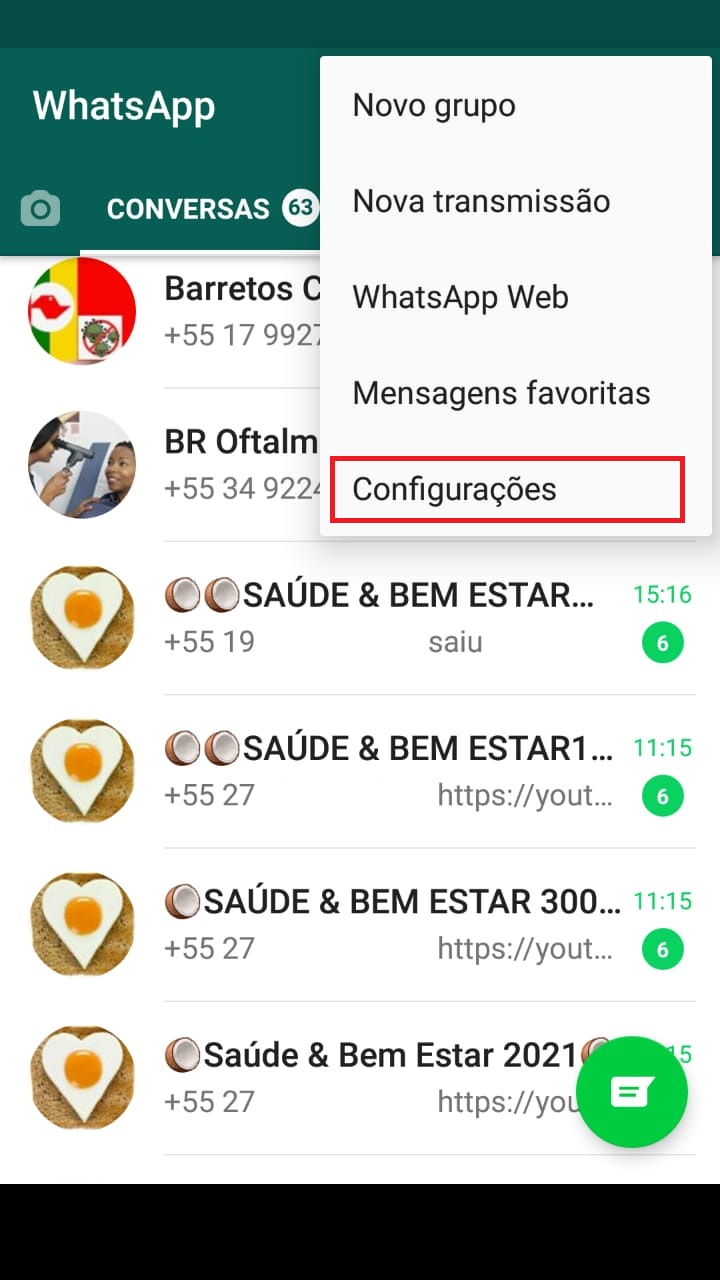 WhatsApp
CONVERSAS 63
Novo grupo
Nova transmissão
WhatsApp Web
Mensagens favoritas
Configurações
Barretos C
+55 17 9927
BR Oftalm
+55 34 9224
🥥🥥SAÚDE & BEM ESTAR... 15:16
+55 19 saiu 6
🥥🥥SAÚDE & BEM ESTAR1... 11:15
+55 27 https://yout... 6
🥥SAÚDE & BEM ESTAR 300... 11:15
+55 27 https://yout... 6
🥥Saúde & Bem Estar 2021🥥 5
+55 27 https://you